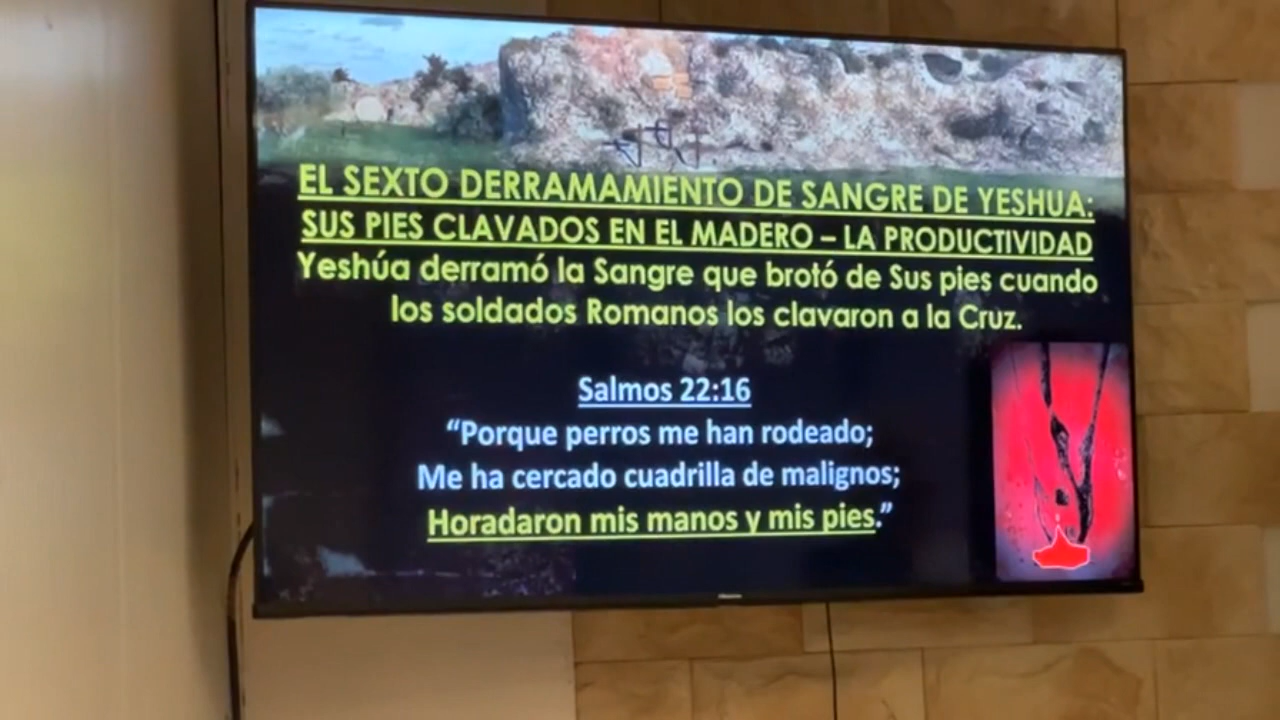 EL SEXTO DERRAMAMIENTO DE SANGRE DE YESHUA:
SUS PIES CLAVADOS EN EL MADERO – LA PRODUCTIVIDAD
Yeshúa derramó la Sangre que brotó de Sus pies cuando
los soldados Romanos los clavaron a la Cruz.
Salmos 22:16
“Porque perros me han rodeado;
Me ha cercado cuadrilla de malignos;
Horadaron mis manos y mis pies.”